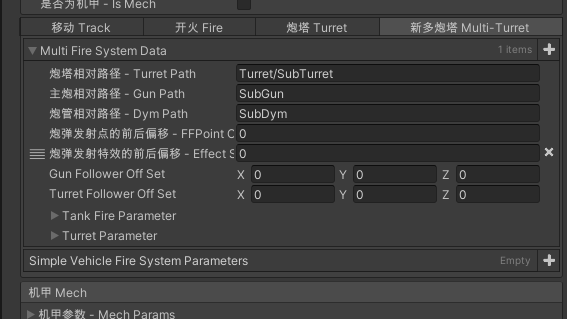 是否为机甲 - Is Mech
移动 Track 开火 Fire 炮塔 Turret 新多炮塔 Multi-Turret
Multi Fire System Data 1 items
炮塔相对路径 - Turret Path Turret/SubTurret
主炮相对路径 - Gun Path SubGun
炮管相对路径 - Dym Path SubDym
炮弹发射点的前后偏移 - FFPoint O 0
炮弹发射特效的前后偏移 - Effect S 0
Gun Follower Off Set X 0 Y 0 Z 0
Turret Follower Off Set X 0 Y 0 Z 0
Tank Fire Parameter
Turret Parameter
Simple Vehicle Fire System Parameters Empty
机甲 Mech
机甲参数 - Mech Params